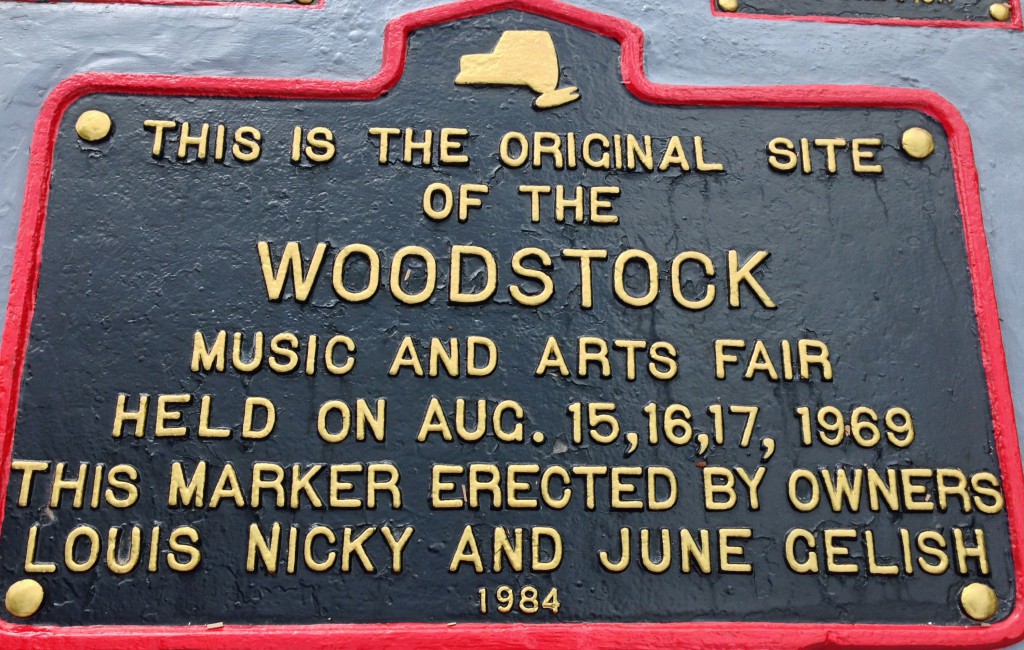 THIS IS THE ORIGINAL SITE
OF THE
WOODSTOCK
MUSIC AND ARTS FAIR
HELD ON AUG. 15,16,17, 1969
THIS MARKER ERECTED BY OWNERS
LOUIS NICKY AND JUNE GELISH
1984